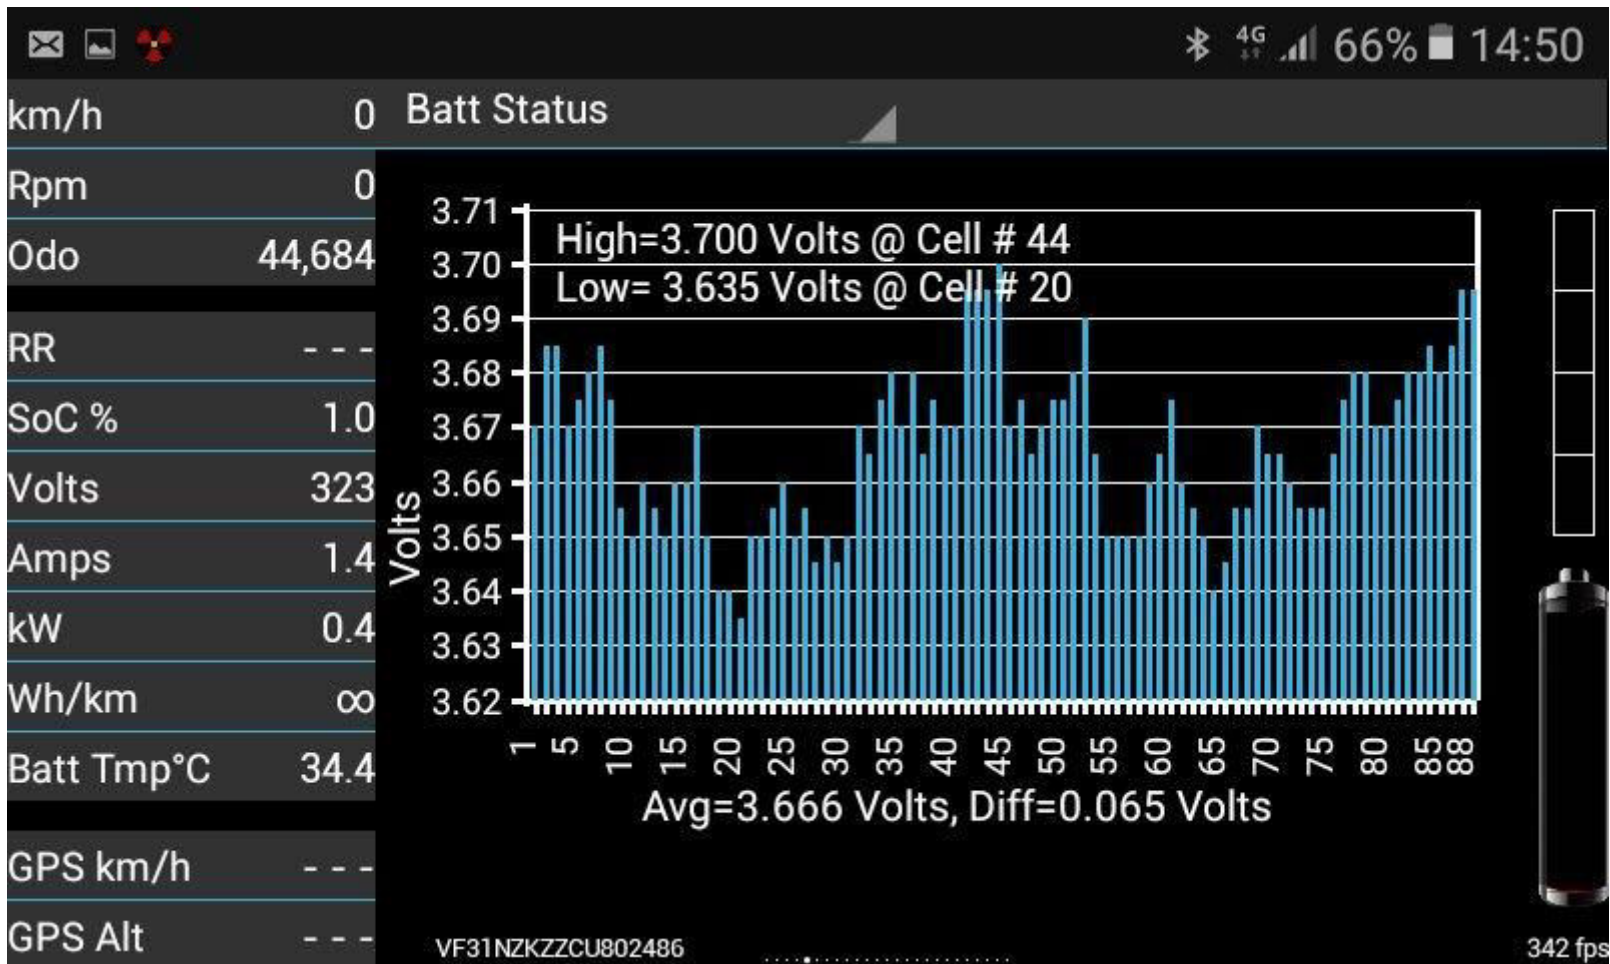 4G 66% 14:50
km/h 0
Batt Status
Rpm 0
Odo 44,684
RR - - -
SoC % 1.0
Volts 323
Amps 1.4
kW 0.4
Wh/km ∞
Batt Tmp°C 34.4
GPS km/h - - -
GPS Alt - - -
High=3.700 Volts @ Cell # 44
Low= 3.635 Volts @ Cell # 20
3.71
3.70
3.69
3.68
3.67
3.66
3.65
3.64
3.63
3.62
Volts
1 5 10 15 20 25 30 35 40 45 50 55 60 65 70 75 80 85 88
Avg=3.666 Volts, Diff=0.065 Volts
VF31NZKZZCU802486
342 fps